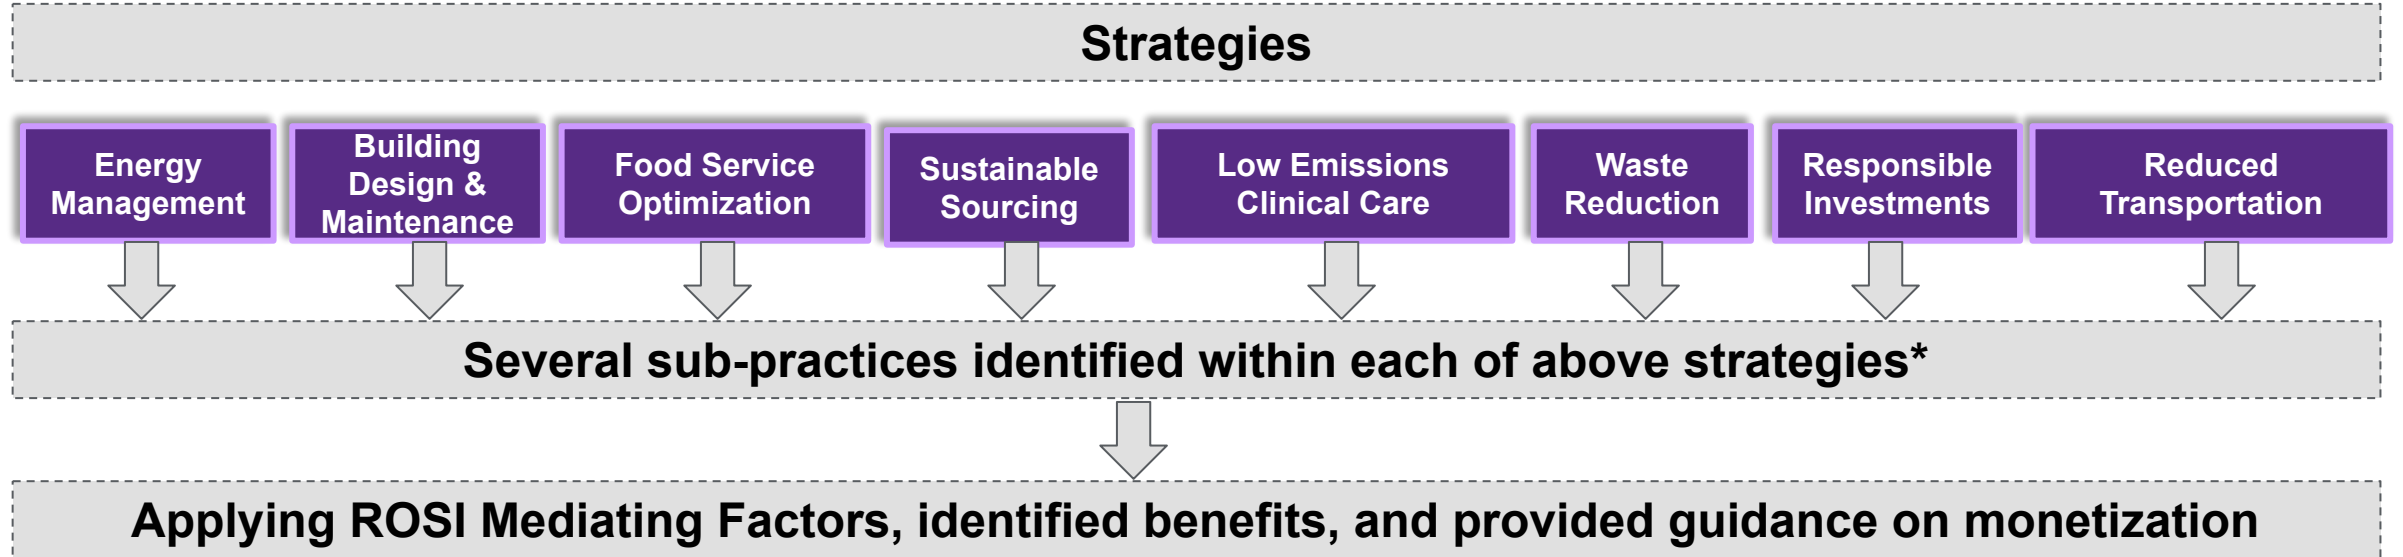 Strategies
Energy
Management
Building
Design &
Maintenance
Food Service
Optimization
Sustainable
Sourcing
Low Emissions
Clinical Care
Waste
Reduction
Responsible
Investments
Reduced
Transportation
Several sub-practices identified within each of above strategies*
Applying ROSI Mediating Factors, identified benefits, and provided guidance on monetization